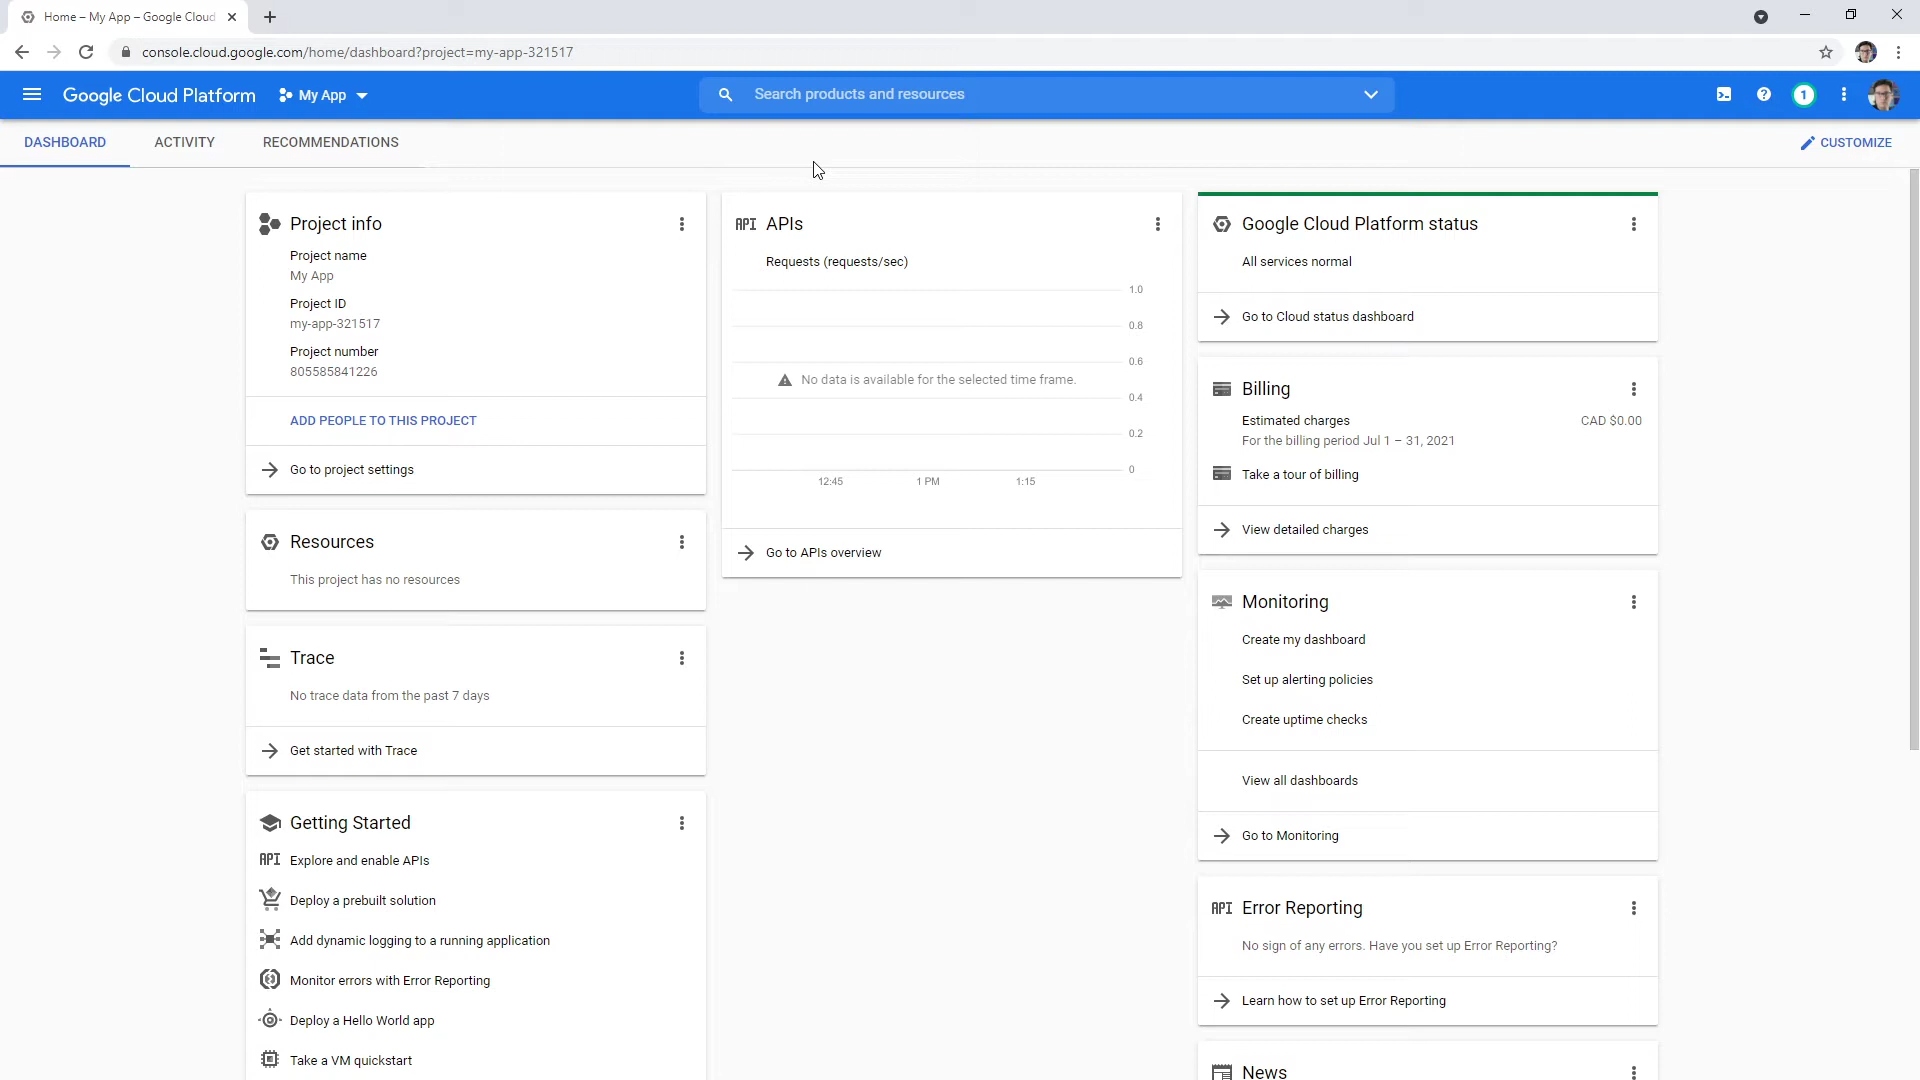 Home – My App – Google Cloud
console.cloud.google.com/home/dashboard?project=my-app-321517
Google Cloud Platform
My App
Search products and resources
1
DASHBOARD
ACTIVITY
RECOMMENDATIONS
CUSTOMIZE
Project info
Project name
My App
Project ID
my-app-321517
Project number
805585841226
ADD PEOPLE TO THIS PROJECT
Go to project settings
Resources
This project has no resources
Trace
No trace data from the past 7 days
Get started with Trace
Getting Started
API Explore and enable APIs
Deploy a prebuilt solution
Add dynamic logging to a running application
Monitor errors with Error Reporting
Deploy a Hello World app
Take a VM quickstart
API APIs
Requests (requests/sec)
1.0
0.8
0.6
No data is available for the selected time frame.
0.4
0.2
0
12:45 1 PM 1:15
Go to APIs overview
Google Cloud Platform status
All services normal
Go to Cloud status dashboard
Billing
Estimated charges CAD $0.00
For the billing period Jul 1 – 31, 2021
Take a tour of billing
View detailed charges
Monitoring
Create my dashboard
Set up alerting policies
Create uptime checks
View all dashboards
Go to Monitoring
API Error Reporting
No sign of any errors. Have you set up Error Reporting?
Learn how to set up Error Reporting
News